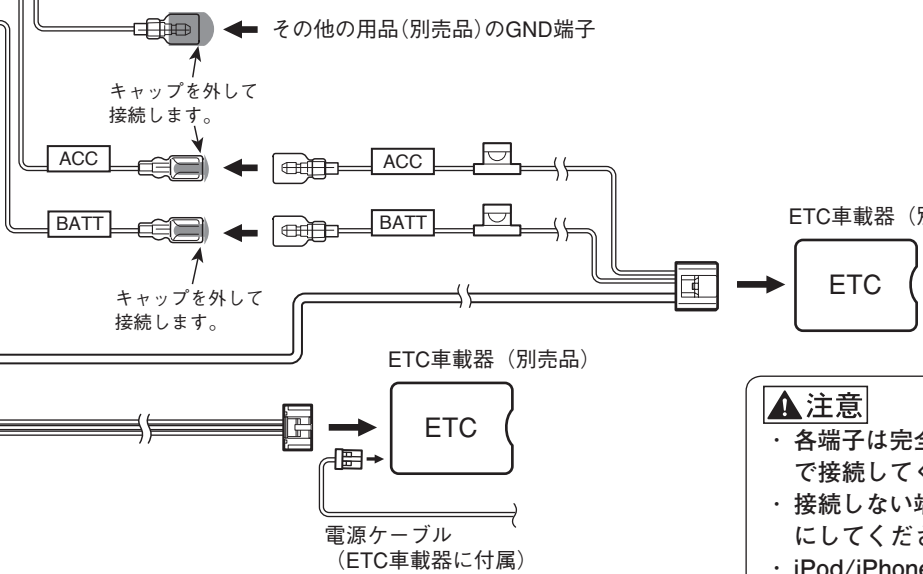 その他の用品(別売品)のGND端子
キャップを外して
接続します。
ACC
ACC
BATT
BATT
キャップを外して
接続します。
ETC車載器(別
ETC
ETC車載器(別売品)
ETC
電源ケーブル
(ETC車載器に付属)
注意
・各端子は完全
で接続してく
・接続しない端
にしてくださ
・iPod/iPhone